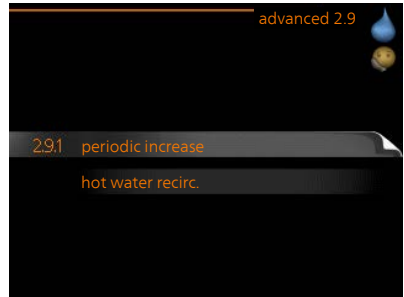 advanced 2.9
2.9.1 periodic increase
hot water recirc.